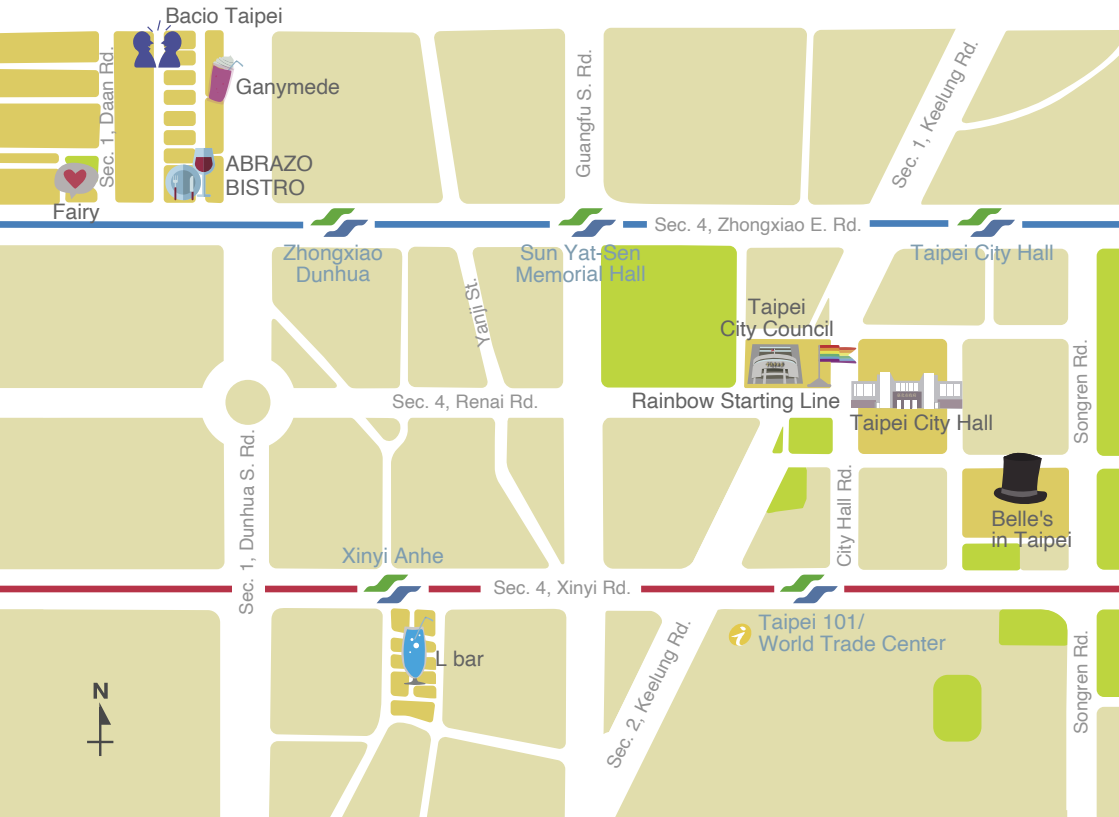 Bacio Taipei
Ganymede
Sec. 1, Daan Rd.
Guangfu S. Rd.
Sec. 1, Keelung Rd.
ABRAZO
BISTRO
Fairy
Sec. 4, Zhongxiao E. Rd.
Zhongxiao
Dunhua
Sun Yat-Sen
Memorial Hall
Taipei City Hall
Yanji St.
Taipei
City Council
Rainbow Starting Line
Sec. 4, Renai Rd.
Taipei City Hall
Songren Rd.
Sec. 1, Dunhua S. Rd.
City Hall Rd.
Belle's
in Taipei
Xinyi Anhe
Sec. 4, Xinyi Rd.
Taipei 101/
World Trade Center
L bar
Sec. 2, Keelung Rd.
Songren Rd.
N